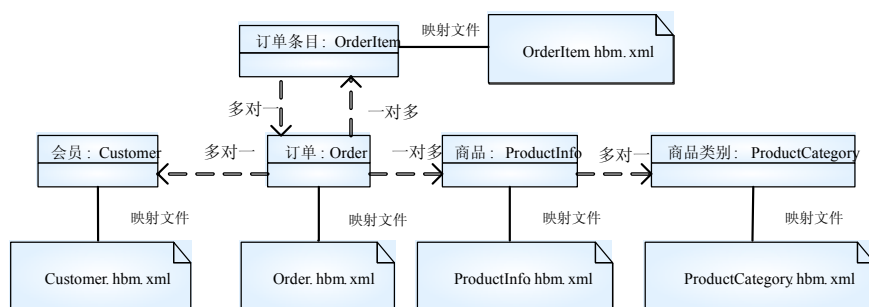 订单条目: OrderItem
映射文件
OrderItem.hbm.xml
多对一
一对多
会员: Customer
多对一
订单: Order
一对多
商品: ProductInfo
多对一
商品类别: ProductCategory
映射文件
映射文件
映射文件
映射文件
Customer.hbm.xml
Order.hbm.xml
ProductInfo.hbm.xml
ProductCategory.hbm.xml